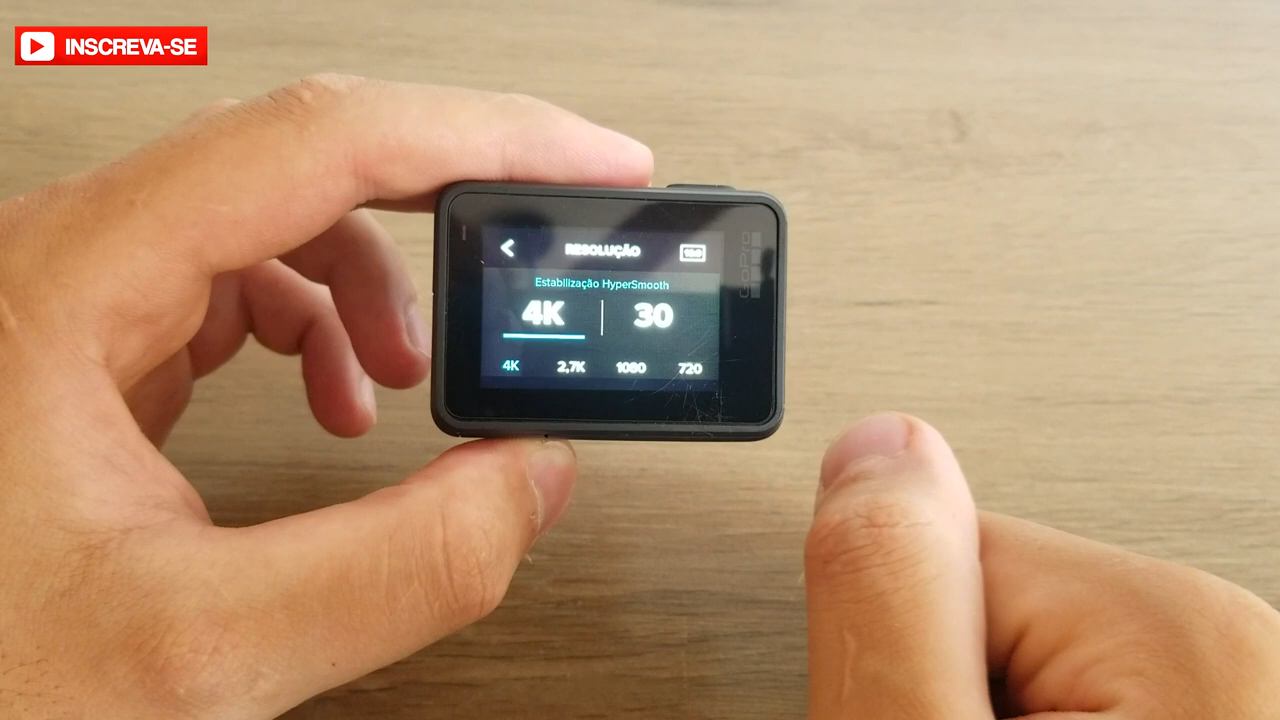 INSCREVA-SE
RESOLUÇÃO
Estabilização HyperSmooth
4K | 30
4K 2,7K 1080 720
GoPro